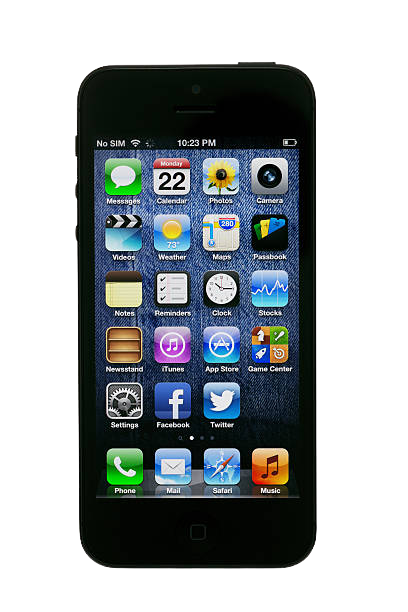 No SIM 10:23 PM
Monday
22
280
Messages Calendar Photos Camera
73°
Videos Weather Maps Passbook
Notes Reminders Clock Stocks
Newsstand iTunes App Store Game Center
Settings Facebook Twitter
Phone Mail Safari Music